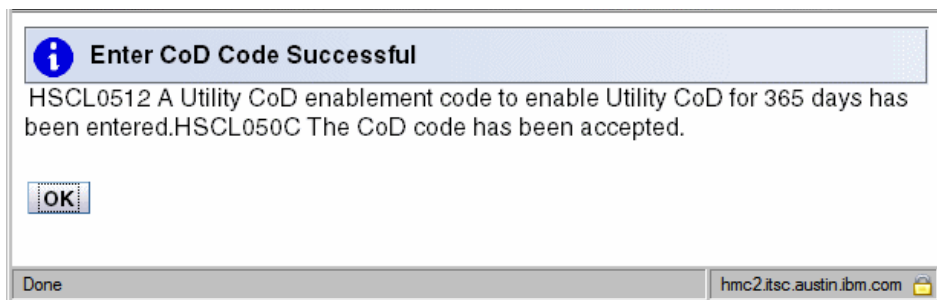 Enter CoD Code Successful
HSCL0512 A Utility CoD enablement code to enable Utility CoD for 365 days has
been entered.HSCL050C The CoD code has been accepted.
OK
Done
hmc2.itsc.austin.ibm.com